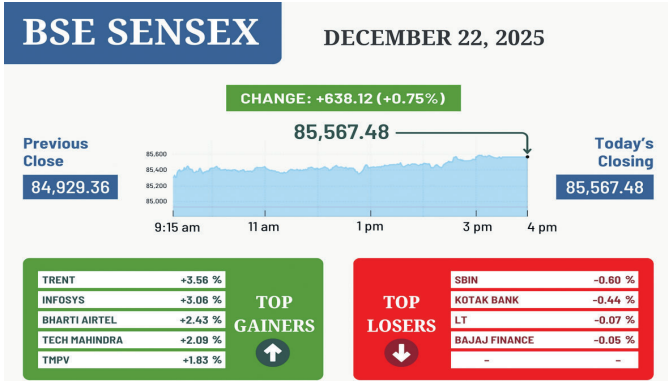 BSE SENSEX
DECEMBER 22, 2025
CHANGE: +638.12 (+0.75%)
85,567.48
Previous
Close
84,929.36
Today's
Closing
85,567.48
85,600
85,400
85,200
85,000
9:15 am 11 am 1 pm 3 pm 4 pm
TRENT +3.56 %
INFOSYS +3.06 %
BHARTI AIRTEL +2.43 %
TECH MAHINDRA +2.09 %
TMPV +1.83 %
TOP
GAINERS
TOP
LOSERS
SBIN -0.60 %
KOTAK BANK -0.44 %
LT -0.07 %
BAJAJ FINANCE -0.05 %
- -